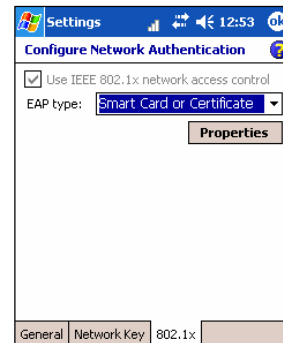 Settings 12:53 ok
Configure Network Authentication ?
Use IEEE 802.1x network access control
EAP type: Smart Card or Certificate
Properties
General Network Key 802.1x